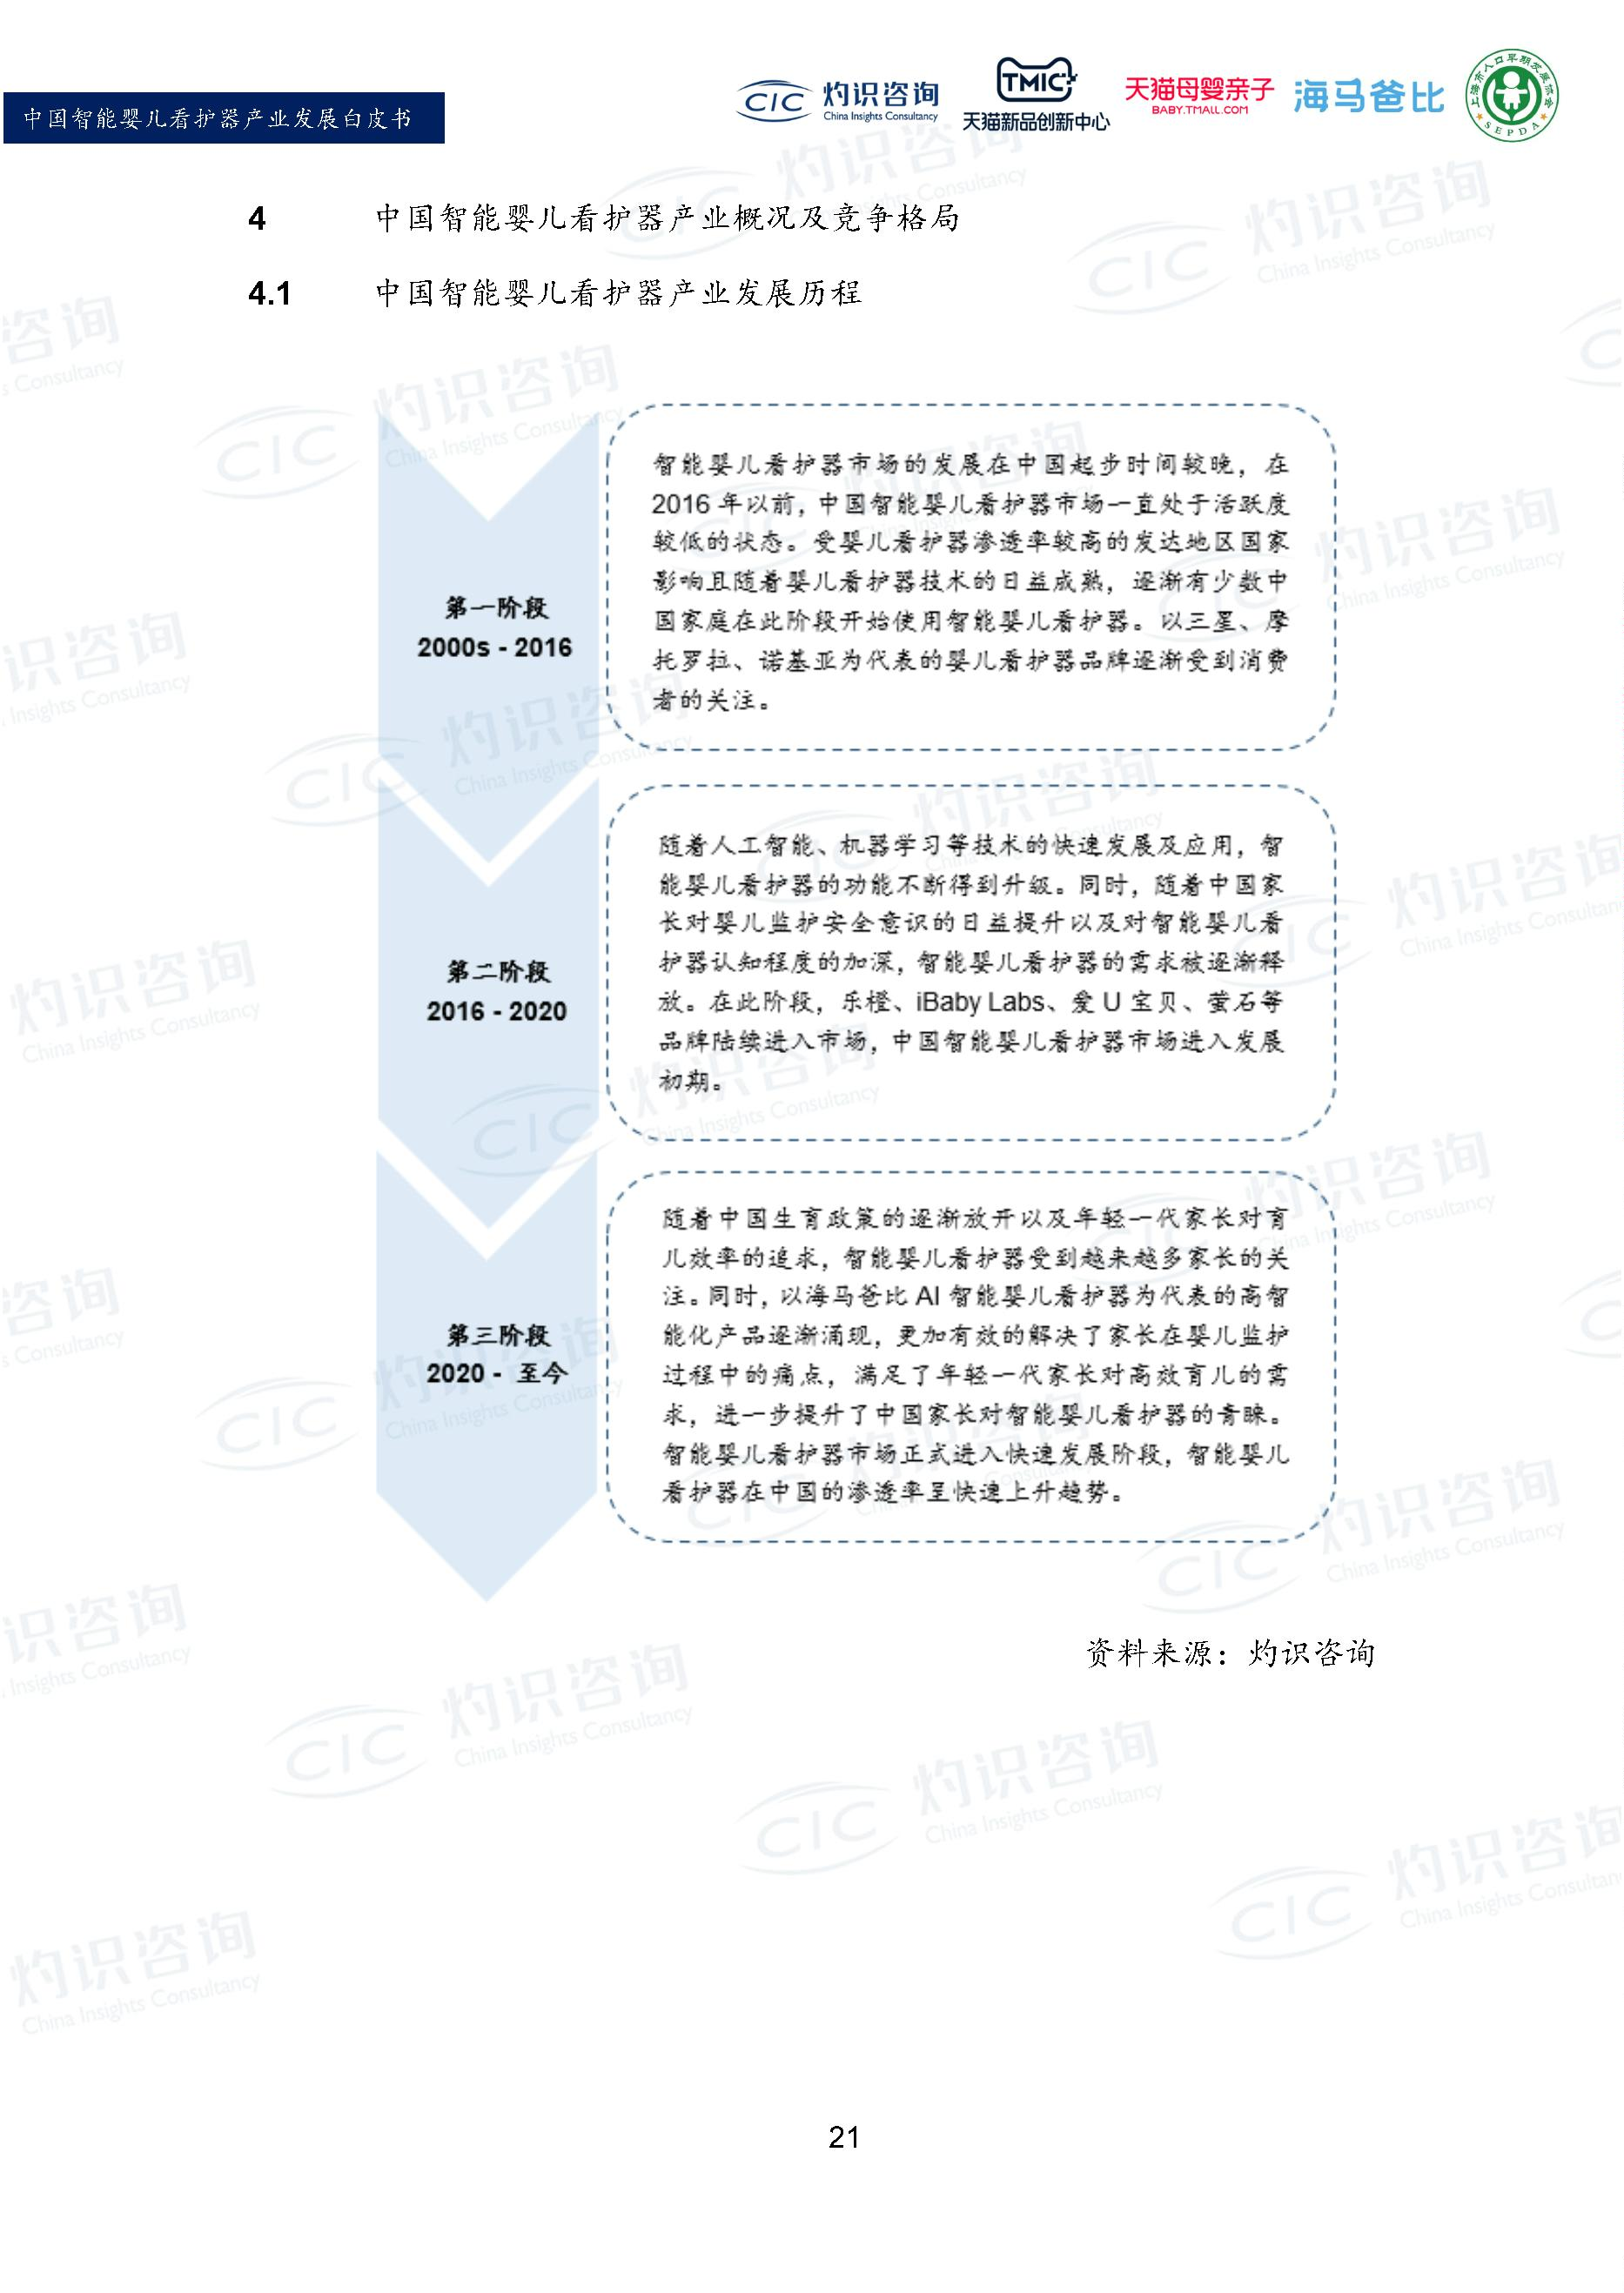 中国智能婴儿看护器产业发展白皮书
CIC 灼识咨询
China Insights Consultancy
TMIC
天猫新品创新中心
天猫母婴亲子
BABY.TMALL.COM
海马爸比
上海市人口早期发展协会
SEPDA
4 中国智能婴儿看护器产业概况及竞争格局
4.1 中国智能婴儿看护器产业发展历程
第一阶段
2000s - 2016
智能婴儿看护器市场的发展在中国起步时间较晚，在
2016 年以前，中国智能婴儿看护器市场一直处于活跃度
较低的状态。受婴儿看护器渗透率较高的发达地区国家
影响且随着婴儿看护器技术的日益成熟，逐渐有少数中
国家庭在此阶段开始使用智能婴儿看护器。以三星、摩
托罗拉、诺基亚为代表的婴儿看护器品牌逐渐受到消费
者的关注。
第二阶段
2016 - 2020
随着人工智能、机器学习等技术的快速发展及应用，智
能婴儿看护器的功能不断得到升级。同时，随着中国家
长对婴儿监护安全意识的日益提升以及对智能婴儿看
护器认知程度的加深，智能婴儿看护器的需求被逐渐释
放。在此阶段，乐橙、iBaby Labs、爱 U 宝贝、萤石等
品牌陆续进入市场，中国智能婴儿看护器市场进入发展
初期。
第三阶段
2020 - 至今
随着中国生育政策的逐渐放开以及年轻一代家长对育
儿效率的追求，智能婴儿看护器受到越来越多家长的关
注。同时，以海马爸比 AI 智能婴儿看护器为代表的高智
能化产品逐渐涌现，更加有效的解决了家长在婴儿监护
过程中的痛点，满足了年轻一代家长对高效育儿的需
求，进一步提升了中国家长对智能婴儿看护器的青睐。
智能婴儿看护器市场正式进入快速发展阶段，智能婴儿
看护器在中国的渗透率呈快速上升趋势。
资料来源：灼识咨询
21